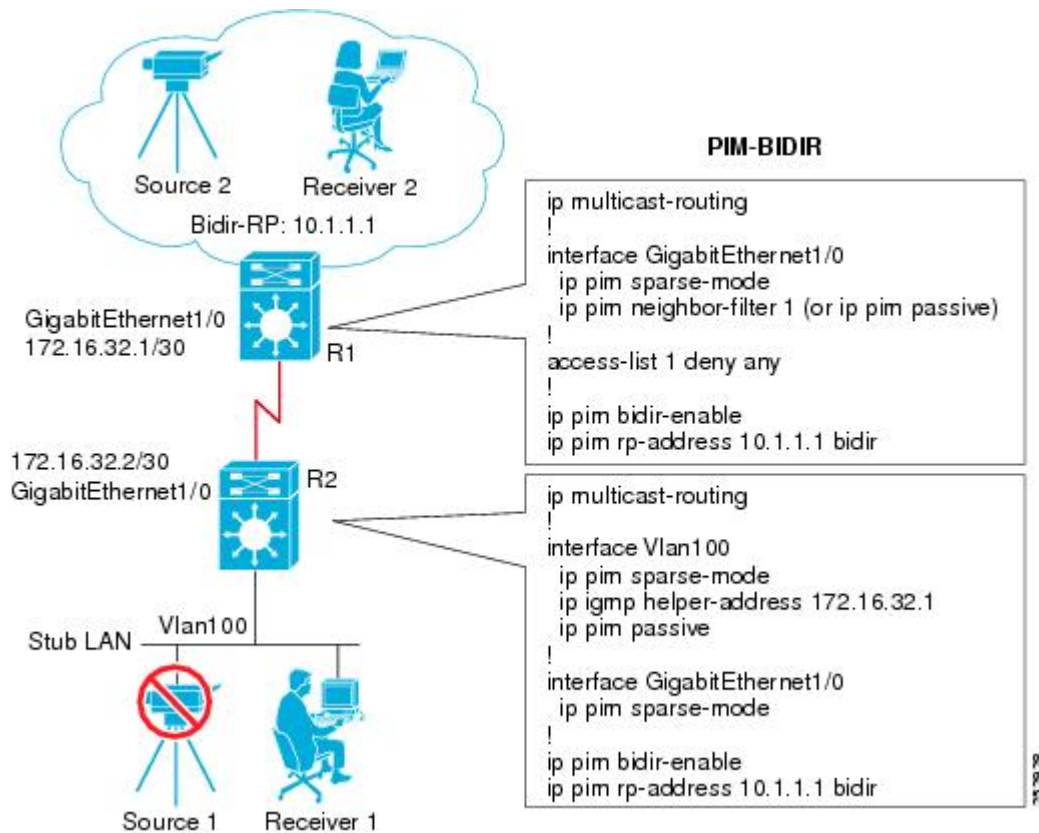 Source 2
Receiver 2
Bidir-RP: 10.1.1.1
GigabitEthernet1/0
172.16.32.1/30
R1
172.16.32.2/30
GigabitEthernet1/0
R2
Vlan100
Stub LAN
Source 1
Receiver 1
PIM-BIDIR
ip multicast-routing
!
interface GigabitEthernet1/0
ip pim sparse-mode
ip pim neighbor-filter 1 (or ip pim passive)
!
access-list 1 deny any
!
ip pim bidir-enable
ip pim rp-address 10.1.1.1 bidir
ip multicast-routing
!
interface Vlan100
ip pim sparse-mode
ip igmp helper-address 172.16.32.1
ip pim passive
!
interface GigabitEthernet1/0
ip pim sparse-mode
!
ip pim bidir-enable
ip pim rp-address 10.1.1.1 bidir